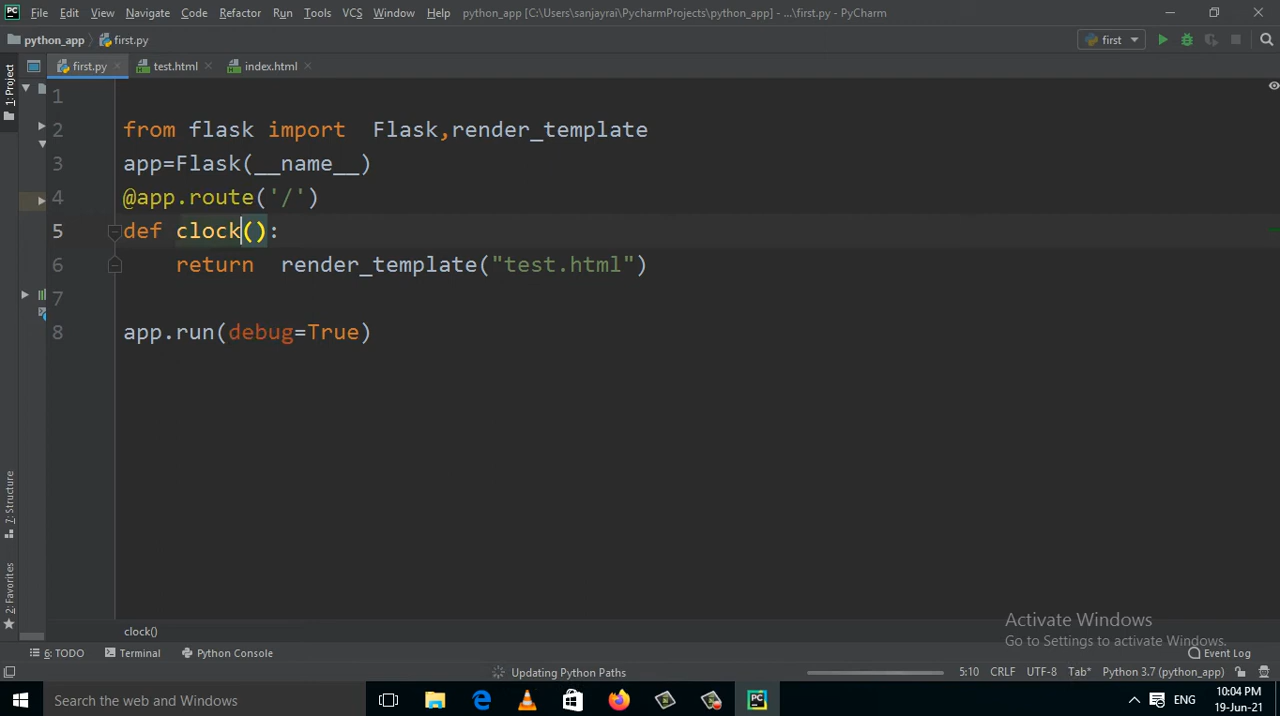 File Edit View Navigate Code Refactor Run Tools VCS Window Help python_app [C:\Users\sanjayrai\PycharmProjects\python_app] - ...\first.py - PyCharm
python_app first.py first
first.py test.html index.html
1: Project
1
2 from flask import  Flask,render_template
3 app=Flask(__name__)
4 @app.route('/')
5 def clock():
6     return  render_template("test.html")
7
8 app.run(debug=True)
7: Structure
2: Favorites
Activate Windows
Go to Settings to activate Windows.
clock()
6: TODO Terminal Python Console Event Log
Updating Python Paths 5:10 CRLF UTF-8 Tab* Python 3.7 (python_app)
Search the web and Windows ENG 10:04 PM
19-Jun-21